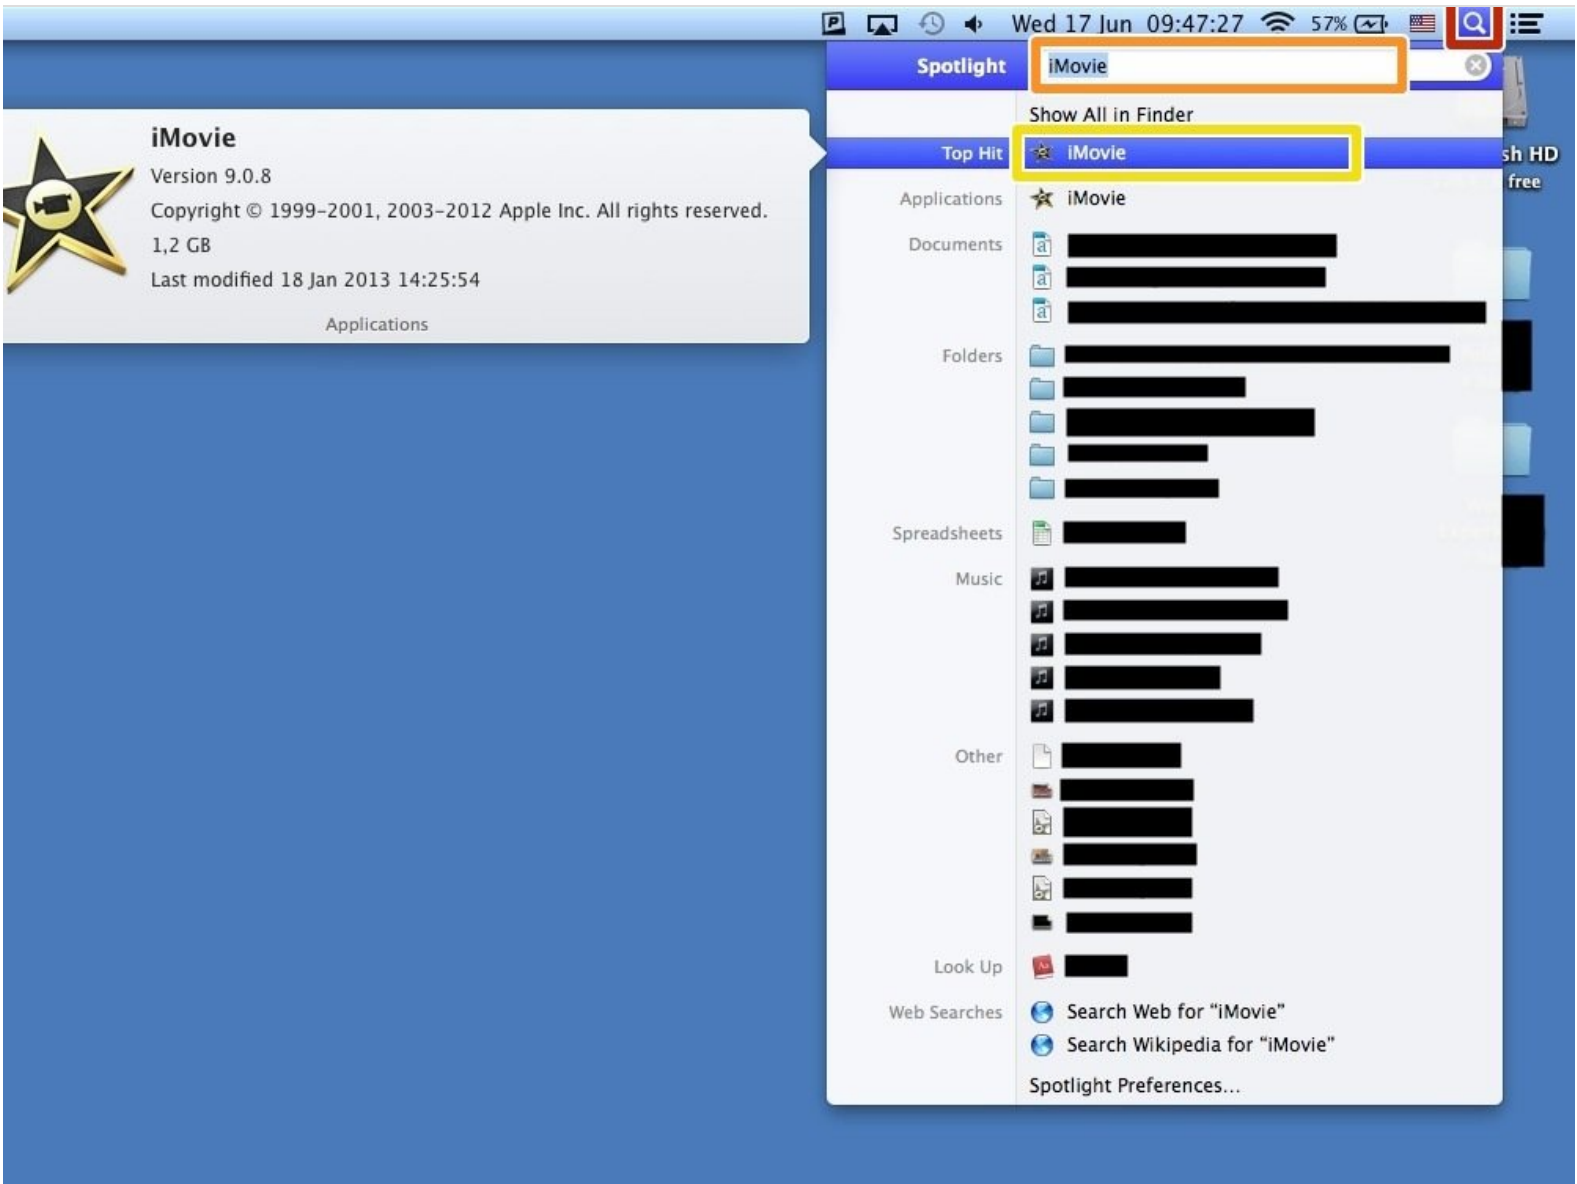 P
Wed 17 Jun 09:47:27
57%
Spotlight
iMovie
Show All in Finder
Top Hit
iMovie
sh HD
free
iMovie
Version 9.0.8
Copyright © 1999–2001, 2003–2012 Apple Inc. All rights reserved.
1,2 GB
Last modified 18 Jan 2013 14:25:54
Applications
Applications
iMovie
Documents
Folders
Spreadsheets
Music
Other
Look Up
Web Searches
Search Web for “iMovie”
Search Wikipedia for “iMovie”
Spotlight Preferences...